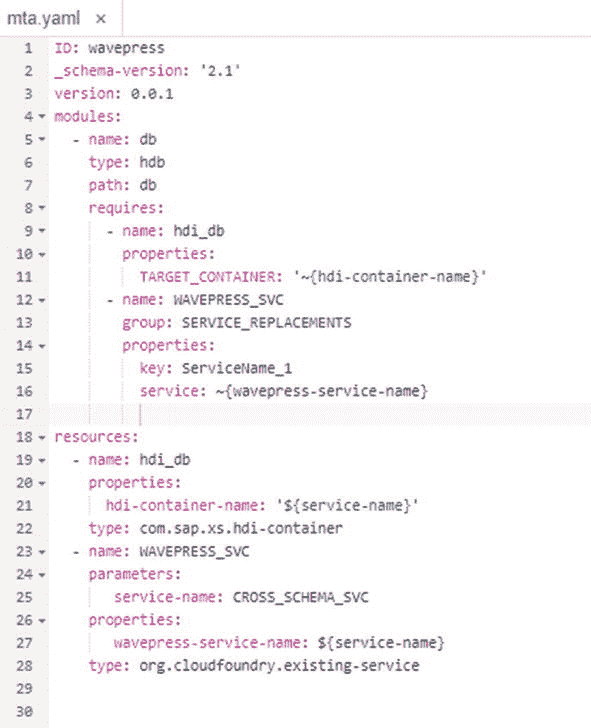 mta.yaml ×
1 ID: wavepress
2 _schema-version: '2.1'
3 version: 0.0.1
4 modules:
5 - name: db
6 type: hdb
7 path: db
8 requires:
9 - name: hdi_db
10 properties:
11 TARGET_CONTAINER: '~{hdi-container-name}'
12 - name: WAVEPRESS_SVC
13 group: SERVICE_REPLACEMENTS
14 properties:
15 key: ServiceName_1
16 service: ~{wavepress-service-name}
17
18 resources:
19 - name: hdi_db
20 properties:
21 hdi-container-name: '${service-name}'
22 type: com.sap.xs.hdi-container
23 - name: WAVEPRESS_SVC
24 parameters:
25 service-name: CROSS_SCHEMA_SVC
26 properties:
27 wavepress-service-name: ${service-name}
28 type: org.cloudfoundry.existing-service
29
30